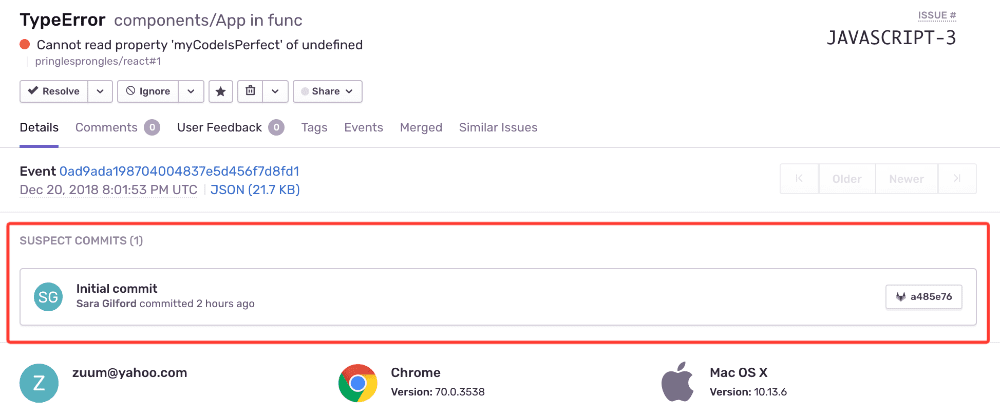 TypeError components/App in func
ISSUE #
Cannot read property 'myCodeIsPerfect' of undefined
JAVASCRIPT-3
pringlesprongles/react#1
Resolve Ignore Share
Details Comments 0 User Feedback 0 Tags Events Merged Similar Issues
Event 0ad9ada198704004837e5d456f7d8fd1
Dec 20, 2018 8:01:53 PM UTC JSON (21.7 KB)
Older Newer
SUSPECT COMMITS (1)
SG
Initial commit
Sara Gilford committed 2 hours ago
a485e76
Z
zuum@yahoo.com
Chrome
Version: 70.0.3538
Mac OS X
Version: 10.13.6